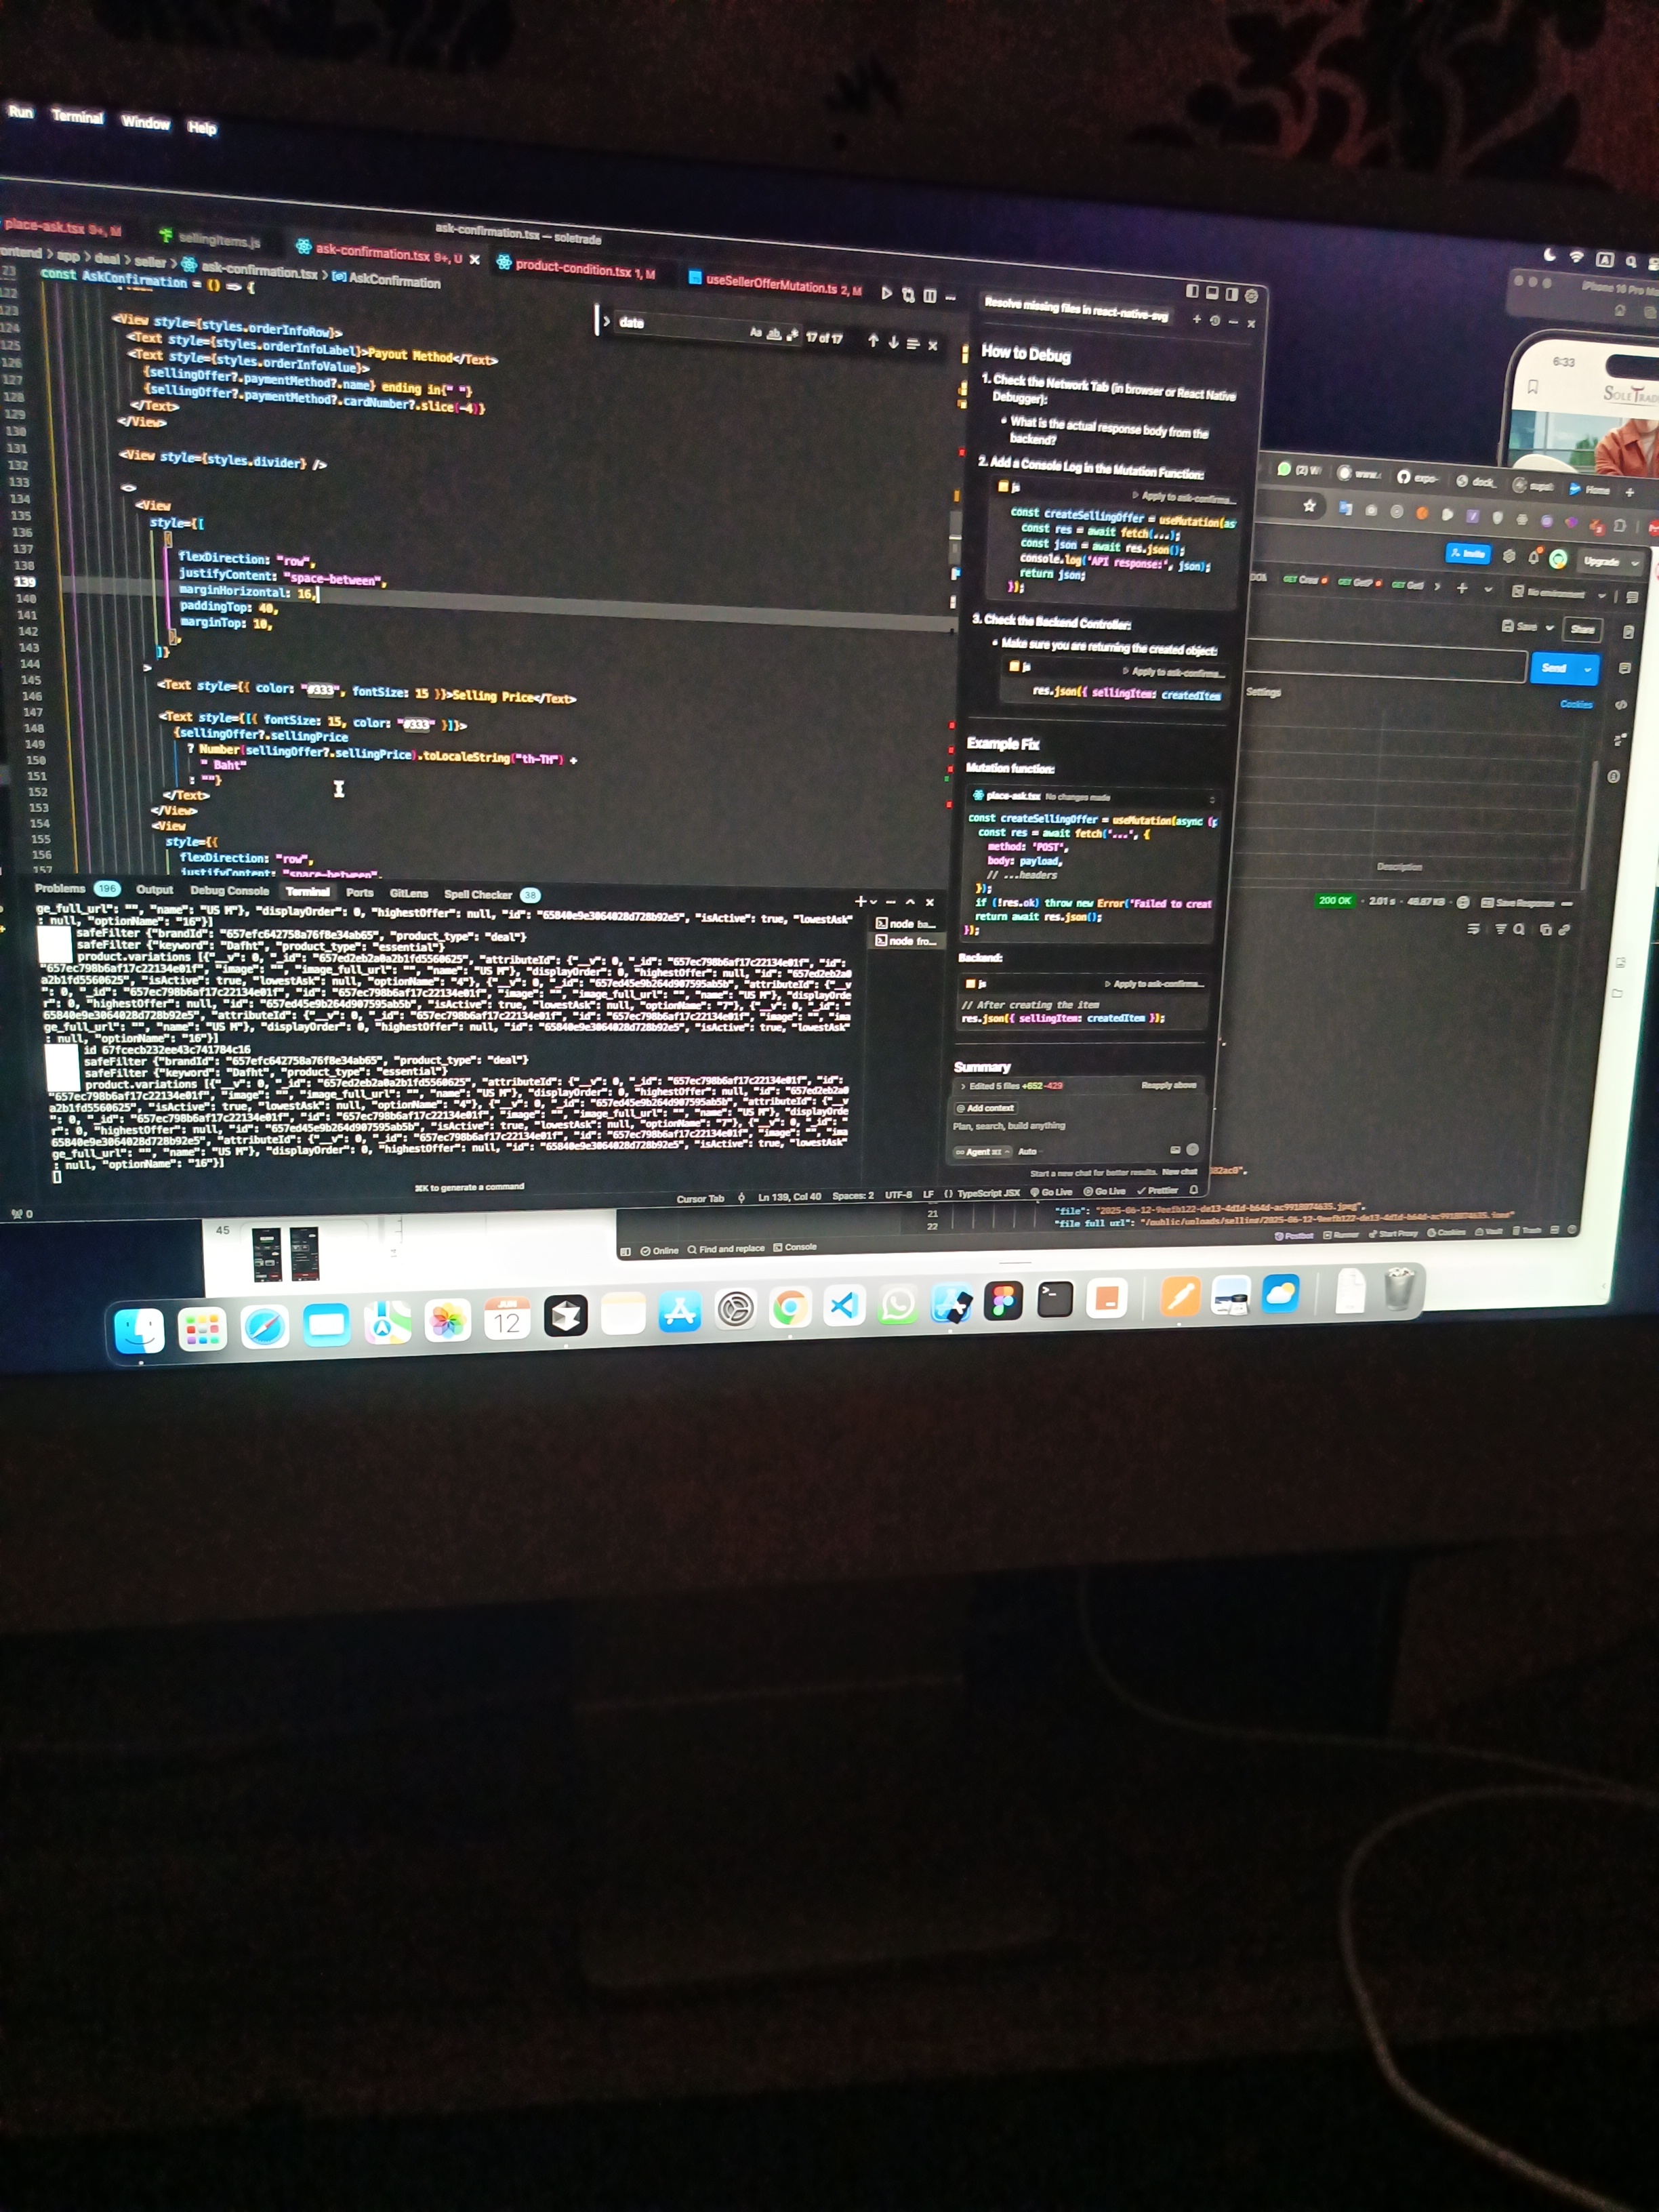 Run Terminal Window Help
ask-confirmation.tsx — soletrade
place-ask.tsx 9+, M
sellingItems.js
ask-confirmation.tsx 9+, U
product-condition.tsx 1, M
useSellerOfferMutation.ts 2, M
ontend > app > deal > seller > ask-confirmation.tsx > AskConfirmation
23 const AskConfirmation = () => {
122
123
124 <View style={styles.orderInfoRow}>
125 <Text style={styles.orderInfoLabel}>Payout Method</Text>
126 <Text style={styles.orderInfoValue}>
127 {sellingOffer?.paymentMethod?.name} ending in{" "}
128 {sellingOffer?.paymentMethod?.cardNumber?.slice(-4)}
129 </Text>
130 </View>
131
132 <View style={styles.divider} />
133
134 <>
135 <View
136 style={[
137 {
138 flexDirection: "row",
139 justifyContent: "space-between",
140 marginHorizontal: 16,
141 paddingTop: 40,
142 marginTop: 10,
143 },
144 ]}
>
145 <Text style={{ color: "#333", fontSize: 15 }}>Selling Price</Text>
146
147 <Text style={[{ fontSize: 15, color: "#333" }]}>
148 {sellingOffer?.sellingPrice
149 ? Number(sellingOffer?.sellingPrice).toLocaleString("th-TH") +
150 " Baht"
151 : ""}
152 </Text>
153 </View>
154 <View
155 style={{
156 flexDirection: "row",
157 justifyContent: "space-between",
date
Aa ab 17 of 17
Problems 196 Output Debug Console Terminal Ports GitLens Spell Checker 38
ge_full_url": "", "name": "US M"}, "displayOrder": 0, "highestOffer": null, "id": "65840e9e3064028d728b92e5", "isActive": true, "lowestAsk"
: null, "optionName": "16"}]
safeFilter {"brandId": "657efc642758a76f8e34ab65", "product_type": "deal"}
safeFilter {"keyword": "Dafht", "product_type": "essential"}
product.variations [{"__v": 0, "_id": "657ed2eb2a0a2b1fd5560625", "attributeId": {"__v": 0, "_id": "657ec798b6af17c22134e01f", "id":
"657ec798b6af17c22134e01f", "image": "", "image_full_url": "", "name": "US M"}, "displayOrder": 0, "highestOffer": null, "id": "657ed2eb2a0
a2b1fd5560625", "isActive": true, "lowestAsk": null, "optionName": "4"}, {"__v": 0, "_id": "657ed45e9b264d907595ab5b", "attributeId": {"__v
": 0, "_id": "657ec798b6af17c22134e01f", "id": "657ec798b6af17c22134e01f", "image": "", "image_full_url": "", "name": "US M"}, "displayOrde
r": 0, "highestOffer": null, "id": "657ed45e9b264d907595ab5b", "isActive": true, "lowestAsk": null, "optionName": "7"}, {"__v": 0, "_id": "
65840e9e3064028d728b92e5", "attributeId": {"__v": 0, "_id": "657ec798b6af17c22134e01f", "id": "657ec798b6af17c22134e01f", "image": "", "ima
ge_full_url": "", "name": "US M"}, "displayOrder": 0, "highestOffer": null, "id": "65840e9e3064028d728b92e5", "isActive": true, "lowestAsk"
: null, "optionName": "16"}]
id 67fcecb232ee43c741784c16
safeFilter {"brandId": "657efc642758a76f8e34ab65", "product_type": "deal"}
safeFilter {"keyword": "Dafht", "product_type": "essential"}
product.variations [{"__v": 0, "_id": "657ed2eb2a0a2b1fd5560625", "attributeId": {"__v": 0, "_id": "657ec798b6af17c22134e01f", "id":
"657ec798b6af17c22134e01f", "image": "", "image_full_url": "", "name": "US M"}, "displayOrder": 0, "highestOffer": null, "id": "657ed2eb2a0
a2b1fd5560625", "isActive": true, "lowestAsk": null, "optionName": "4"}, {"__v": 0, "_id": "657ed45e9b264d907595ab5b", "attributeId": {"__v
": 0, "_id": "657ec798b6af17c22134e01f", "id": "657ec798b6af17c22134e01f", "image": "", "image_full_url": "", "name": "US M"}, "displayOrde
r": 0, "highestOffer": null, "id": "657ed45e9b264d907595ab5b", "isActive": true, "lowestAsk": null, "optionName": "7"}, {"__v": 0, "_id": "
65840e9e3064028d728b92e5", "attributeId": {"__v": 0, "_id": "657ec798b6af17c22134e01f", "id": "657ec798b6af17c22134e01f", "image": "", "ima
ge_full_url": "", "name": "US M"}, "displayOrder": 0, "highestOffer": null, "id": "65840e9e3064028d728b92e5", "isActive": true, "lowestAsk"
: null, "optionName": "16"}]
node ba...
node fro...
⌘K to generate a command
0
Cursor Tab Ln 139, Col 40 Spaces: 2 UTF-8 LF {} TypeScript JSX Go Live Go Live Prettier
Resolve missing files in react-native-svg
How to Debug
1. Check the Network Tab (in browser or React Native
Debugger):
• What is the actual response body from the
backend?
2. Add a Console Log in the Mutation Function:
js Apply to ask-confirma...
const createSellingOffer = useMutation(as
const res = await fetch(...);
const json = await res.json();
console.log('API response:', json);
return json;
});
3. Check the Backend Controller:
• Make sure you are returning the created object:
js Apply to ask-confirma...
res.json({ sellingItem: createdItem
Example Fix
Mutation function:
place-ask.tsx No changes made
const createSellingOffer = useMutation(async (p
const res = await fetch('...', {
method: 'POST',
body: payload,
// ...headers
});
if (!res.ok) throw new Error('Failed to creat
return await res.json();
});
Backend:
js Apply to ask-confirma...
// After creating the item
res.json({ sellingItem: createdItem });
Summary
Edited 5 files +652 -429 Reapply above
@ Add context
Plan, search, build anything
Agent ⌘I Auto
Start a new chat for better results. New chat
A
iPhone 16 Pro Ma
6:33
SOLETRAD
(2) W www.c expo- dock_ supal Home
Invite Upgrade
GET Crea GET GetP GET Getl No environment
Save Share
Send
Settings Cookies
Description
200 OK 2.01 s 48.87 KB Save Response
82ac0",
21 "file": "2025-06-12-9eefb122-de13-4d1d-b64d-ac9918074635.jpeg",
22 "file_full_url": "/public/uploads/selling/2025-06-12-9eefb122-de13-4d1d-b64d-ac9918074635.jpeg"
Online Find and replace Console
Postbot Runner Start Proxy Cookies Vault Trash
45
JUN
12